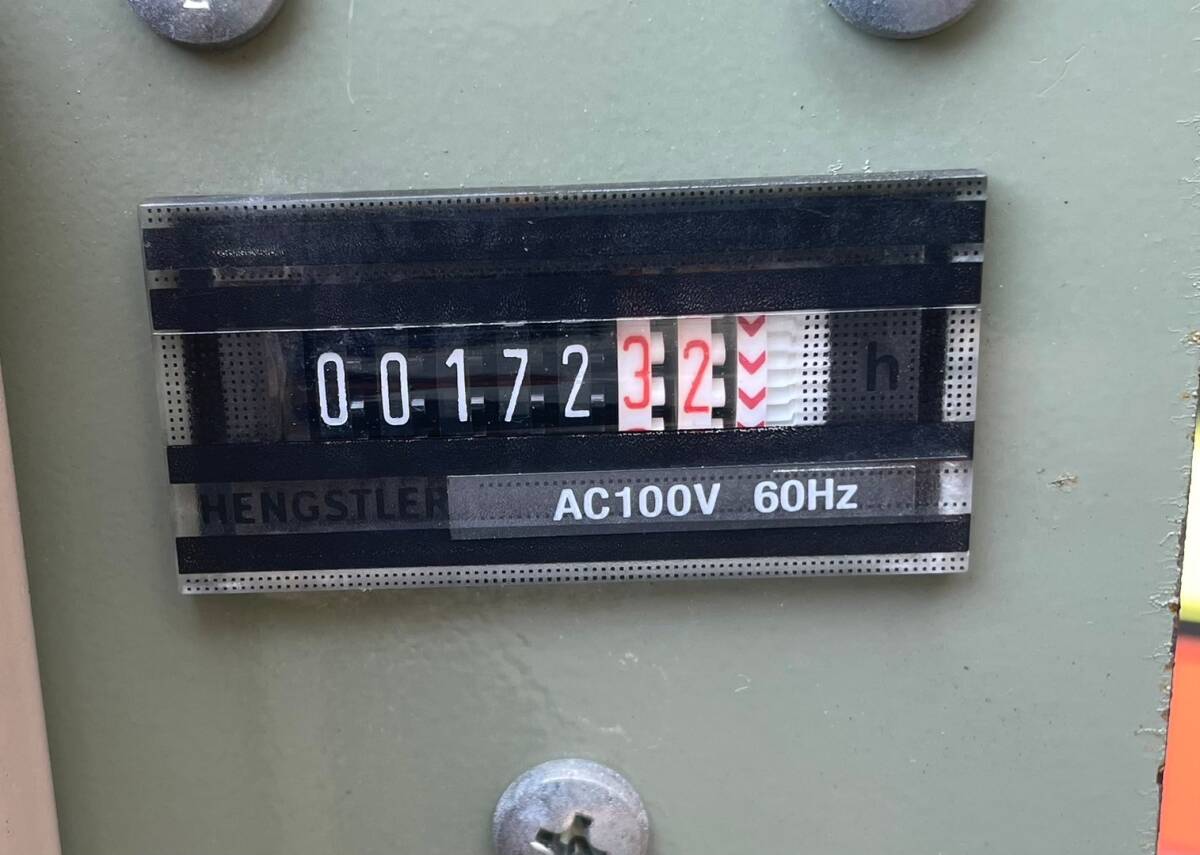 0017232
h
HENGSTLER AC100V 60Hz